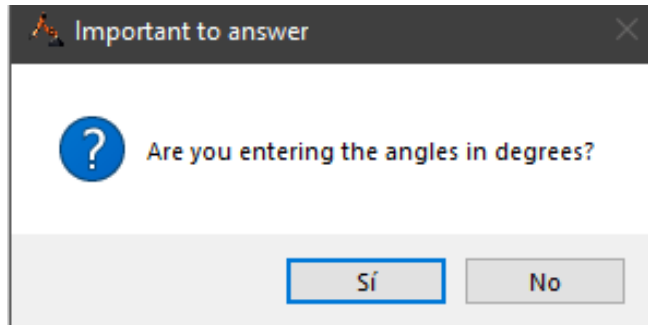 Important to answer
?
Are you entering the angles in degrees?
Sí
No